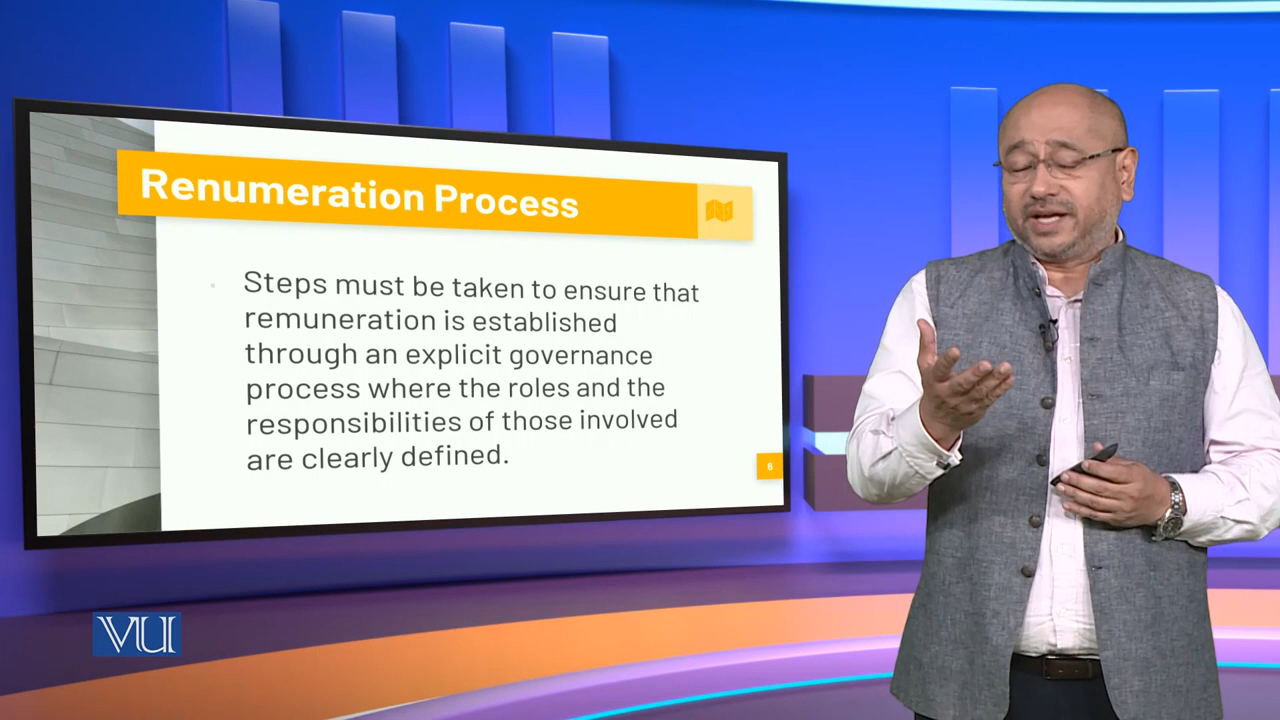 Renumeration Process
Steps must be taken to ensure that
remuneration is established
through an explicit governance
process where the roles and the
responsibilities of those involved
are clearly defined.
6
VU